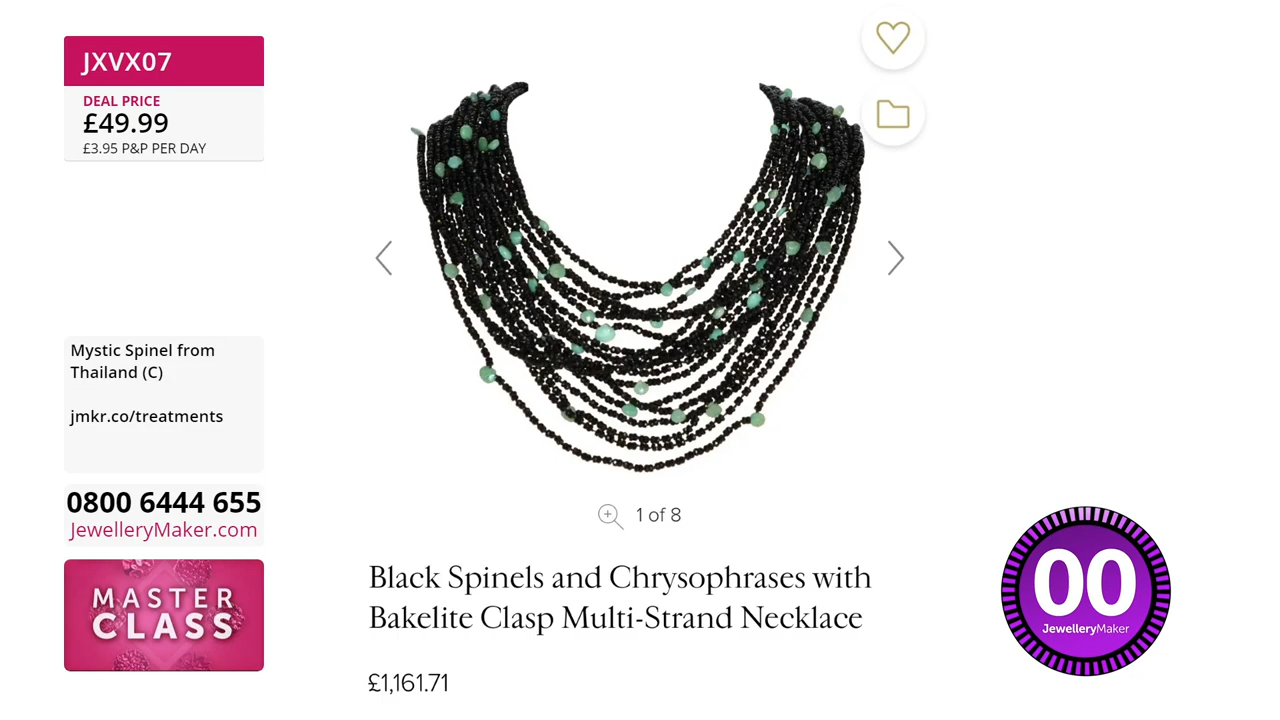 JXVX07
DEAL PRICE
£49.99
£3.95 P&P PER DAY
Mystic Spinel from
Thailand (C)
jmkr.co/treatments
0800 6444 655
JewelleryMaker.com
MASTER
CLASS
1 of 8
Black Spinels and Chrysophrases with
Bakelite Clasp Multi-Strand Necklace
£1,161.71
00
JewelleryMaker